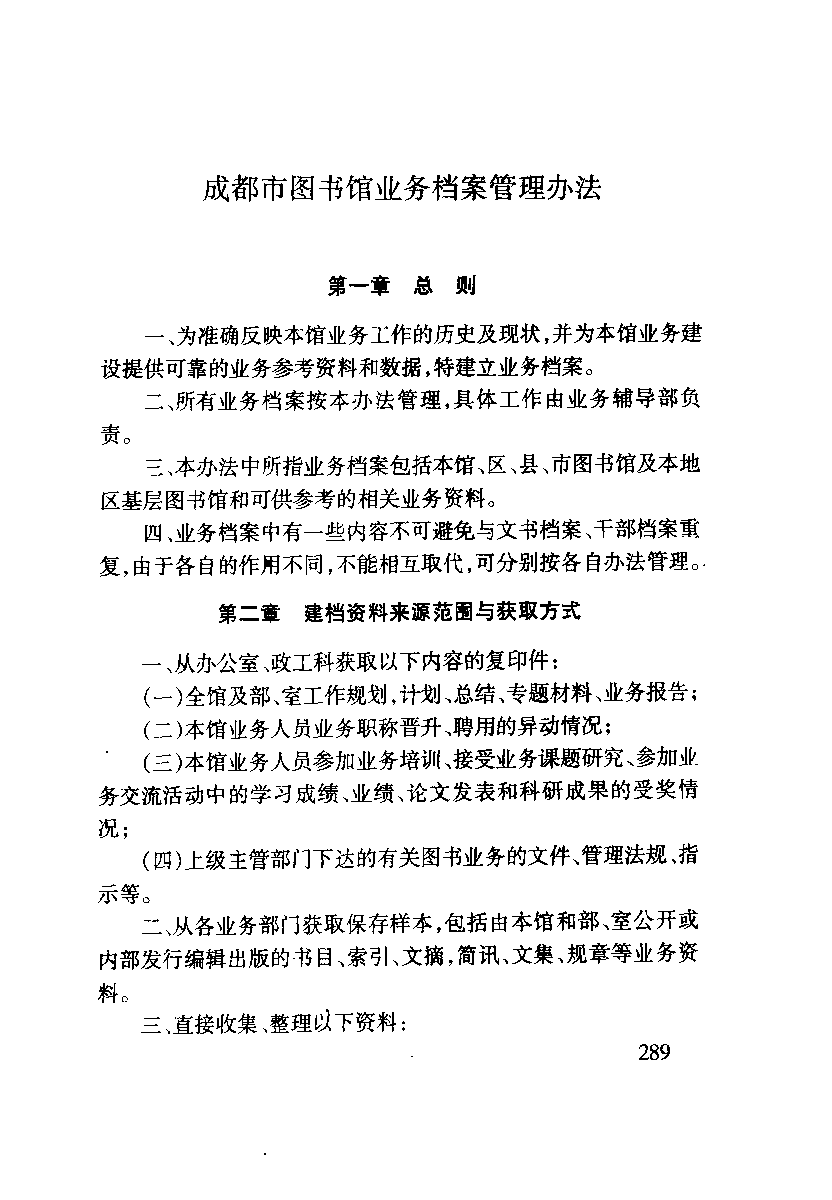 成都市图书馆业务档案管理办法
第一章 总 则
一、为准确反映本馆业务工作的历史及现状,并为本馆业务建
设提供可靠的业务参考资料和数据,特建立业务档案。
二、所有业务档案按本办法管理,具体工作由业务辅导部负
责。
三、本办法中所指业务档案包括本馆、区、县、市图书馆及本地
区基层图书馆和可供参考的相关业务资料。
四、业务档案中有一些内容不可避免与文书档案、干部档案重
复,由于各自的作用不同,不能相互取代,可分别按各自办法管理。
第二章 建档资料来源范围与获取方式
一、从办公室、政工科获取以下内容的复印件:
(一)全馆及部、室工作规划,计划、总结、专题材料、业务报告;
(二)本馆业务人员业务职称晋升、聘用的异动情况;
(三)本馆业务人员参加业务培训、接受业务课题研究、参加业
务交流活动中的学习成绩、业绩、论文发表和科研成果的受奖情
况;
(四)上级主管部门下达的有关图书业务的文件、管理法规、指
示等。
二、从各业务部门获取保存样本,包括由本馆和部、室公开或
内部发行编辑出版的书目、索引、文摘,简讯、文集、规章等业务资
料。
三、直接收集、整理以下资料:
289